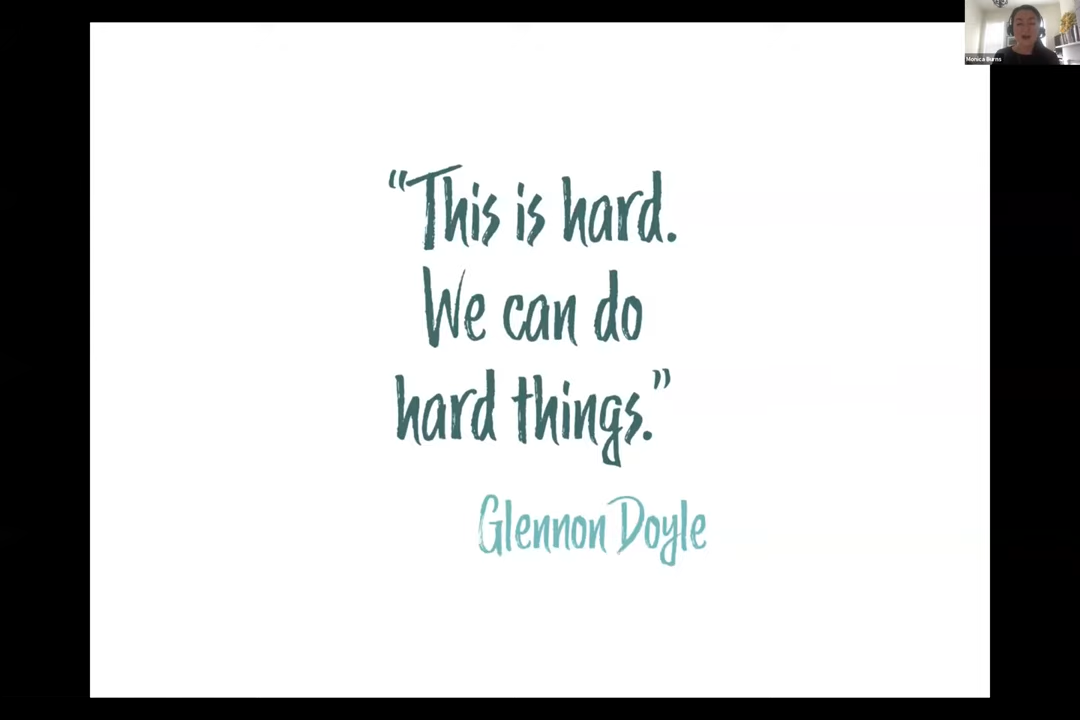 “This is hard.
We can do
hard things.”
Glennon Doyle
Monica Burns